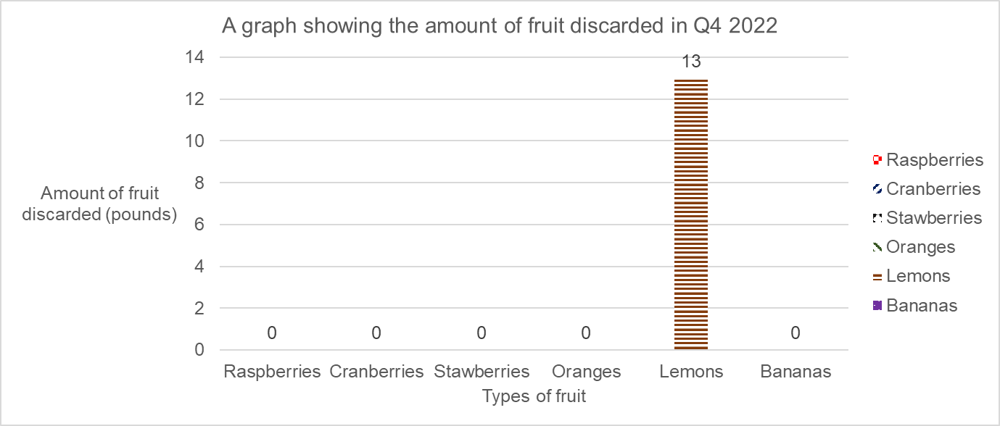 A graph showing the amount of fruit discarded in Q4 2022
14
12
10
8
6
4
2
0
Amount of fruit
discarded (pounds)
13
0 0 0 0 0
Raspberries Cranberries Stawberries Oranges Lemons Bananas
Types of fruit
Raspberries
Cranberries
Stawberries
Oranges
Lemons
Bananas